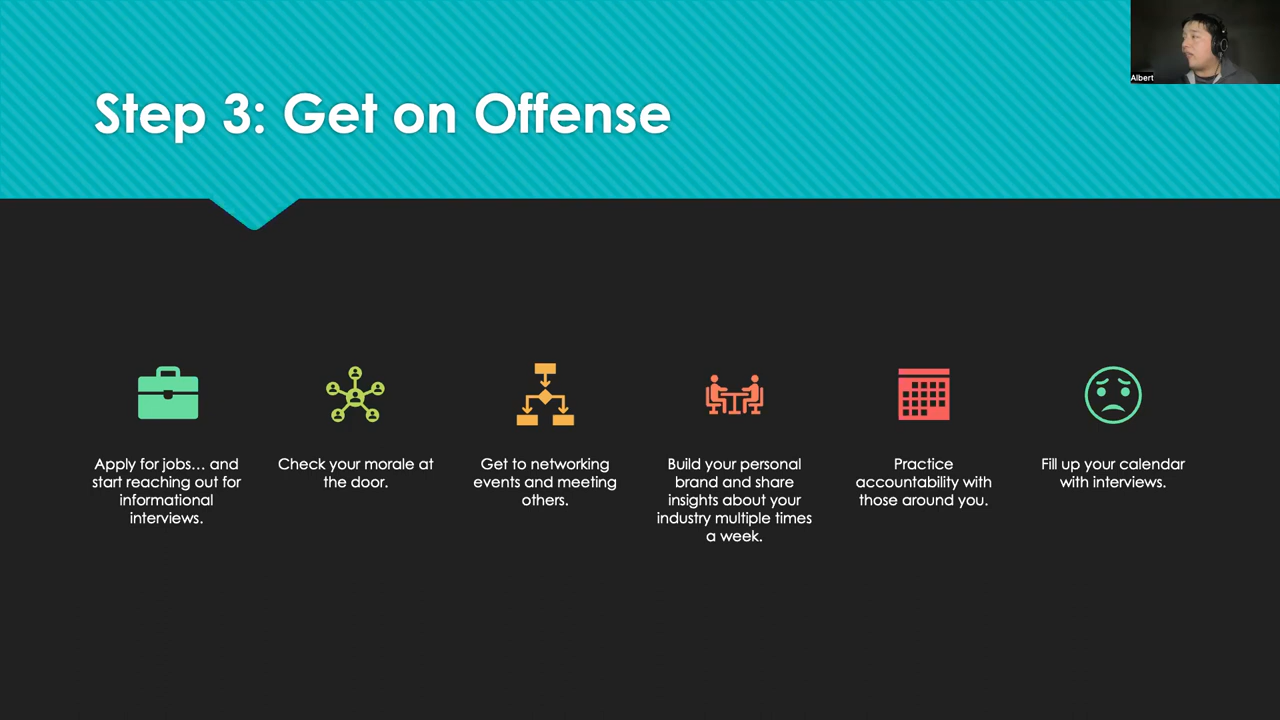 Albert
Step 3: Get on Offense
Apply for jobs... and
start reaching out for
informational
interviews.
Check your morale at
the door.
Get to networking
events and meeting
others.
Build your personal
brand and share
insights about your
industry multiple times
a week.
Practice
accountability with
those around you.
Fill up your calendar
with interviews.